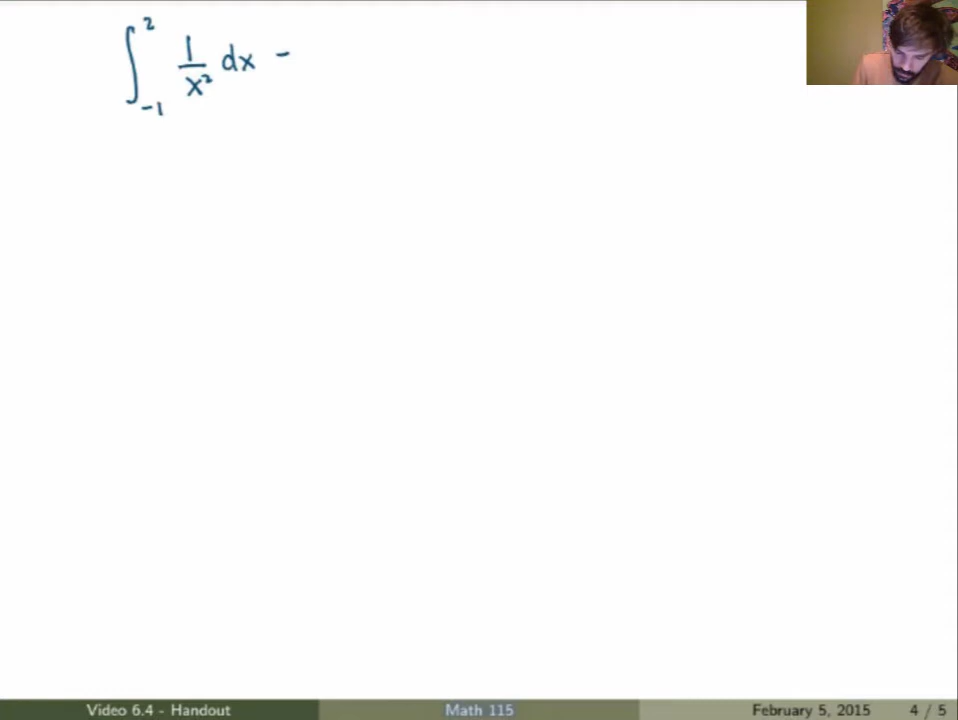 ∫₋₁² 1/x² dx -
Video 6.4 - Handout Math 115 February 5, 2015 4 / 5